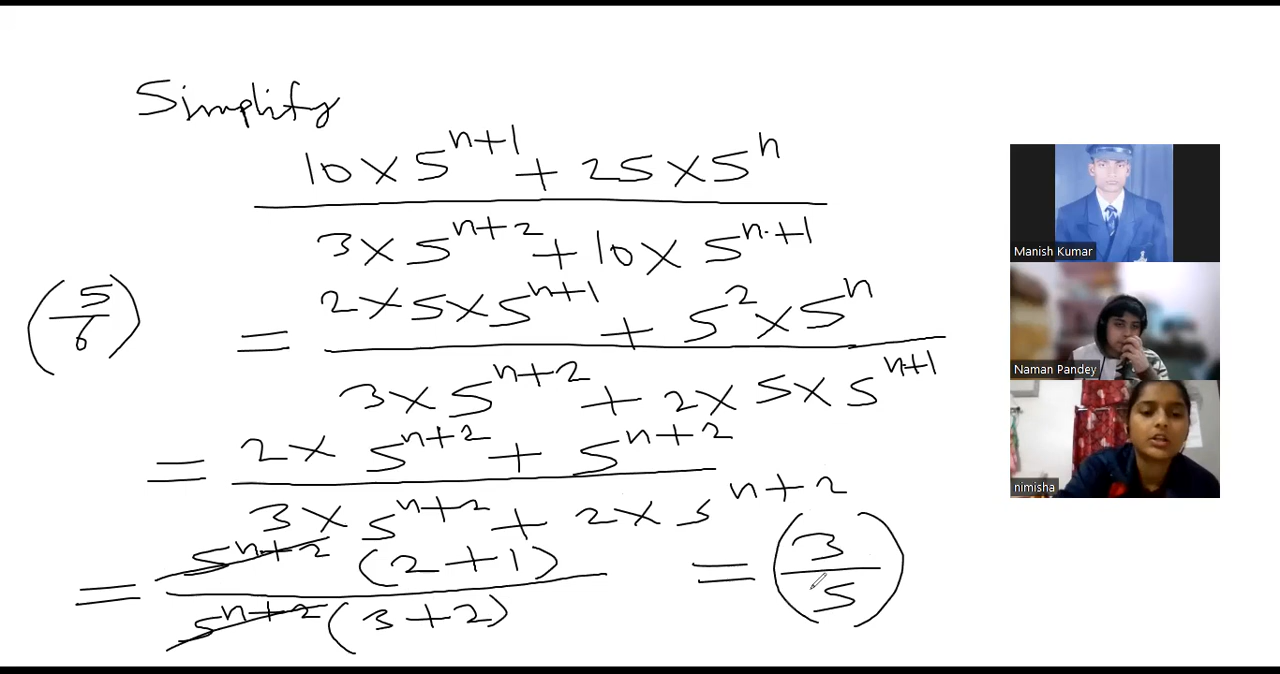 Simplify
10 × 5^{n+1} + 25 × 5^n
3 × 5^{n+2} + 10 × 5^{n+1}
(5/6)
= 2 × 5 × 5^{n+1} + 5^2 × 5^n
3 × 5^{n+2} + 2 × 5 × 5^{n+1}
= 2 × 5^{n+2} + 5^{n+2}
3 × 5^{n+2} + 2 × 5^{n+2}
= 5^{n+2} (2+1)
5^{n+2} (3+2)
= (3/5)
Manish Kumar
Naman Pandey
nimisha